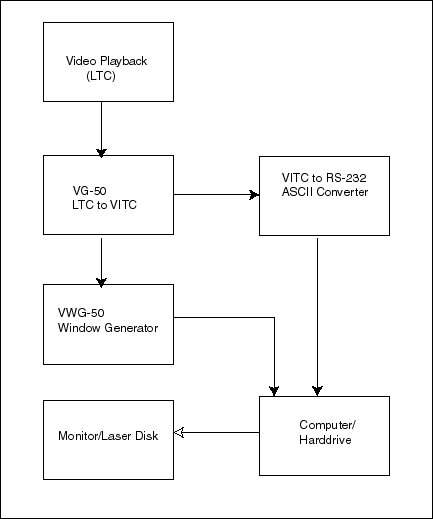 Video Playback
(LTC)
VG-50
LTC to VITC
VITC to RS-232
ASCII Converter
VWG-50
Window Generator
Monitor/Laser Disk
Computer/
Harddrive